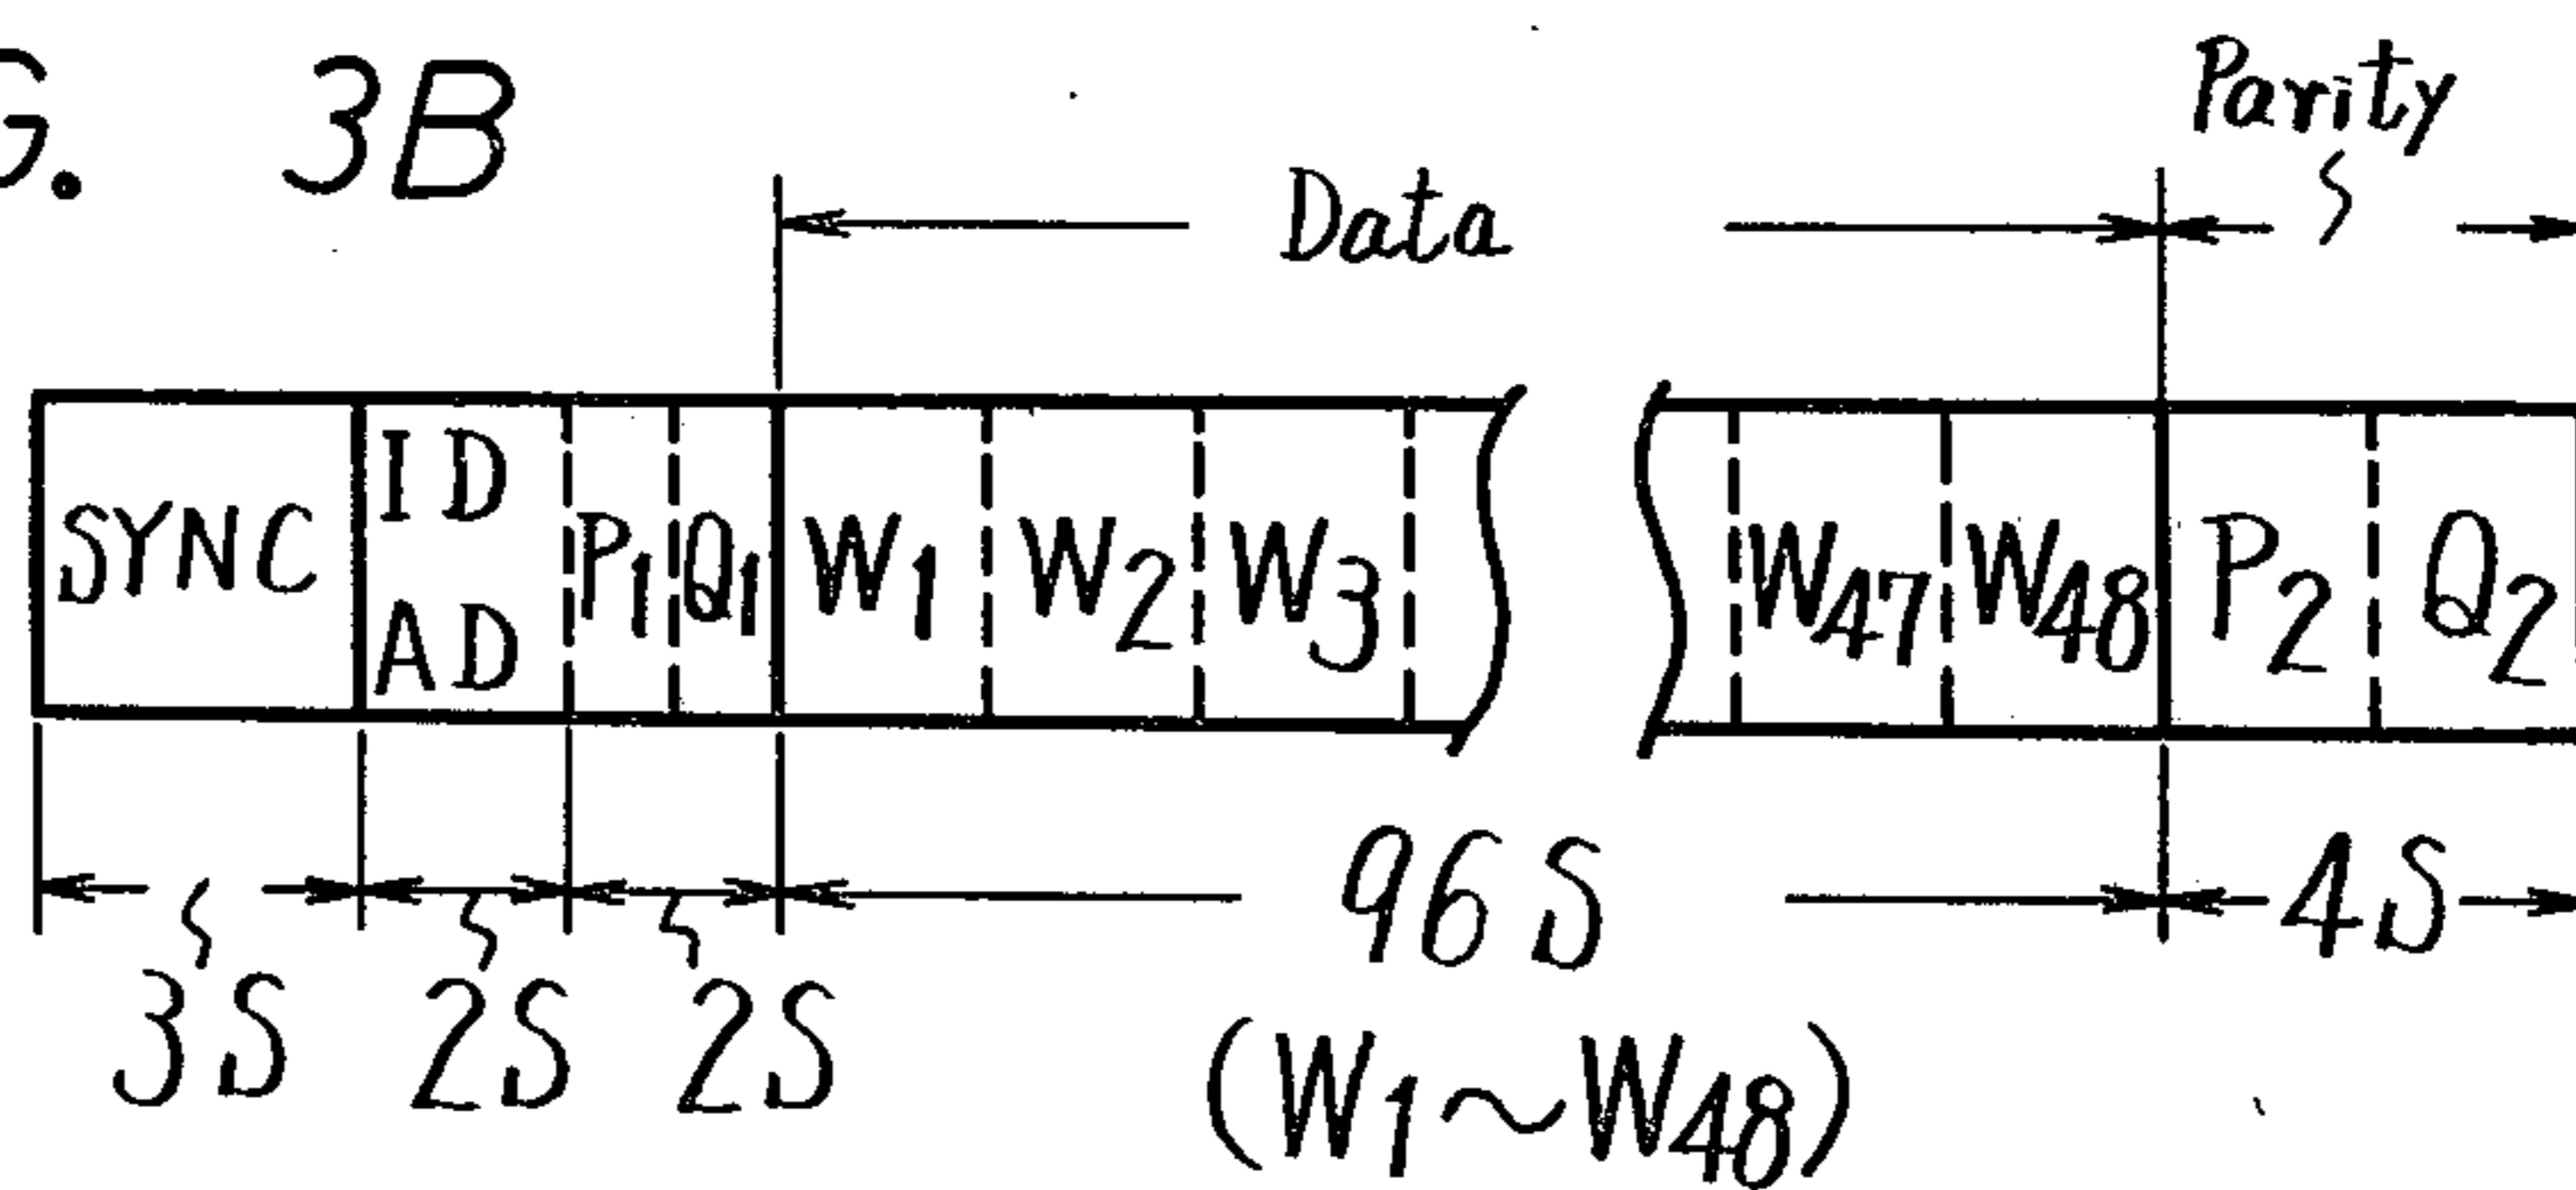 G. 3B
Parity
Data
SYNC ID AD P1 Q1 W1 W2 W3 W47 W48 P2 Q2
96S 4S
3S 2S 2S
(W1~W48)